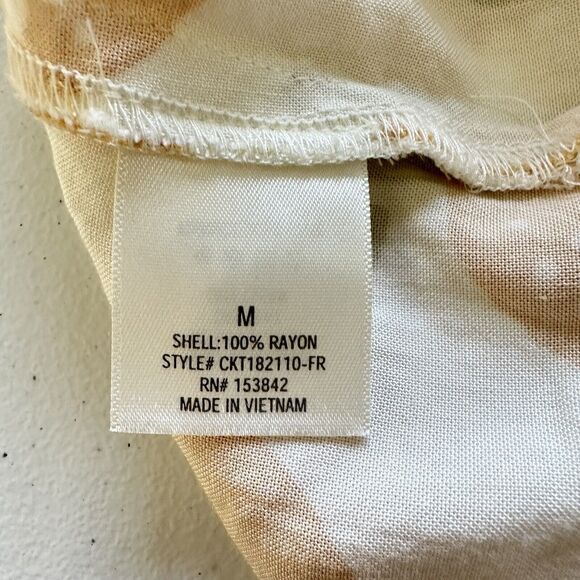 M
SHELL:100% RAYON
STYLE# CKT182110-FR
RN# 153842
MADE IN VIETNAM